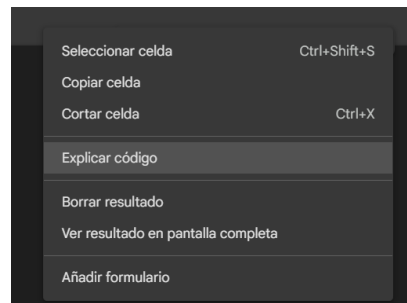 Seleccionar celda Ctrl+Shift+S
Copiar celda
Cortar celda Ctrl+X
Explicar código
Borrar resultado
Ver resultado en pantalla completa
Añadir formulario